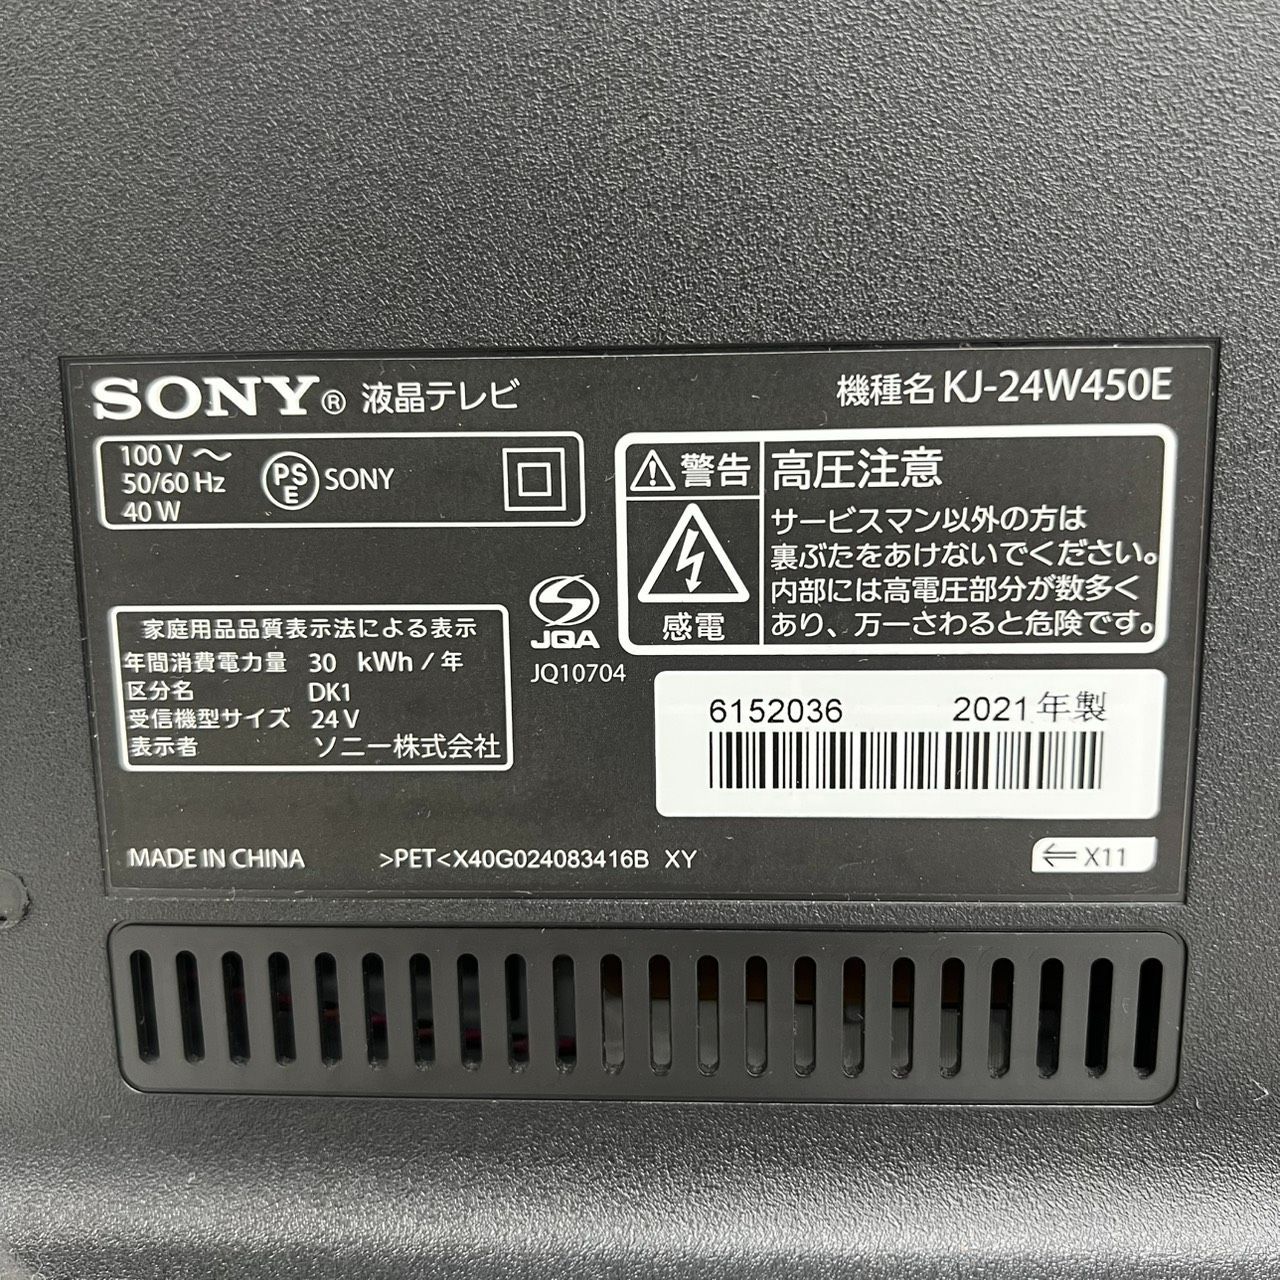 SONY® 液晶テレビ
機種名 KJ-24W450E
100 V ～
50/60 Hz
40 W
PS
E
SONY
警告
感電
高圧注意
サービスマン以外の方は
裏ぶたをあけないでください。
内部には高電圧部分が数多く
あり、万一さわると危険です。
JQA
JQ10704
家庭用品品質表示法による表示
年間消費電力量 30 kWh / 年
区分名 DK1
受信機型サイズ 24 V
表示者 ソニー株式会社
6152036 2021 年製
MADE IN CHINA >PET<X40G024083416B XY
⇐ X11